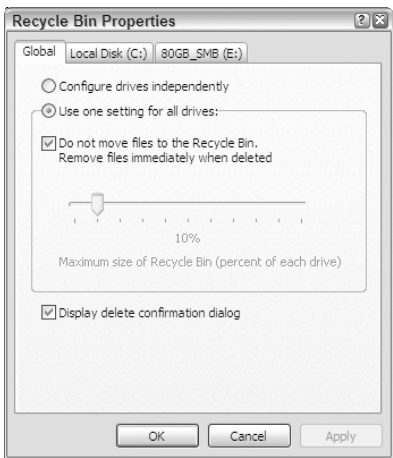 Recycle Bin Properties
Global
Local Disk (C:)
80GB_SMB (E:)
Configure drives independently
Use one setting for all drives:
Do not move files to the Recycle Bin.
Remove files immediately when deleted
10%
Maximum size of Recycle Bin (percent of each drive)
Display delete confirmation dialog
OK
Cancel
Apply